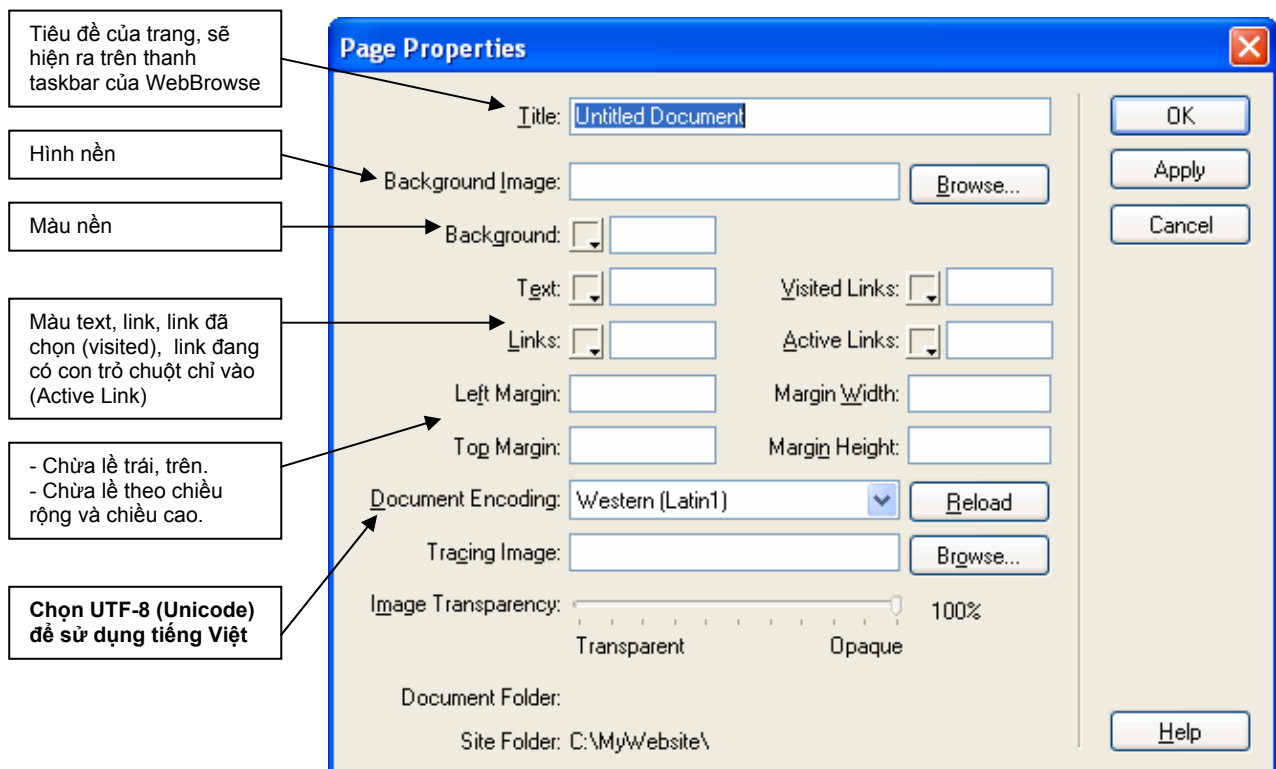 Tiêu đề của trang, sẽ
hiện ra trên thanh
taskbar của WebBrowse
Hình nền
Màu nền
Màu text, link, link đã
chọn (visited), link đang
có con trỏ chuột chỉ vào
(Active Link)
- Chừa lề trái, trên.
- Chừa lề theo chiều
rộng và chiều cao.
Chọn UTF-8 (Unicode)
để sử dụng tiếng Việt
Page Properties
Title: Untitled Document
OK
Background Image: Browse...
Apply
Background:
Cancel
Text: Visited Links:
Links: Active Links:
Left Margin: Margin Width:
Top Margin: Margin Height:
Document Encoding: Western (Latin1) Reload
Tracing Image: Browse...
Image Transparency: 100%
Transparent Opaque
Document Folder:
Site Folder: C:\MyWebsite\
Help